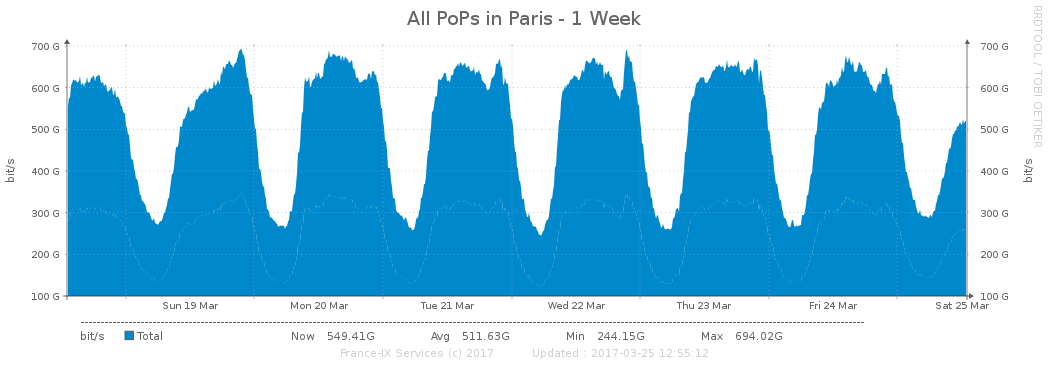 All PoPs in Paris - 1 Week
RRDTOOL / TOBI OETIKER
700 G 700 G
600 G 600 G
500 G 500 G
400 G 400 G
300 G 300 G
200 G 200 G
100 G 100 G
bit/s
bit/s
Sun 19 Mar Mon 20 Mar Tue 21 Mar Wed 22 Mar Thu 23 Mar Fri 24 Mar Sat 25 Mar
bit/s Total Now 549.41G Avg 511.63G Min 244.15G Max 694.02G
France-IX Services (c) 2017 Updated : 2017-03-25 12:55:12